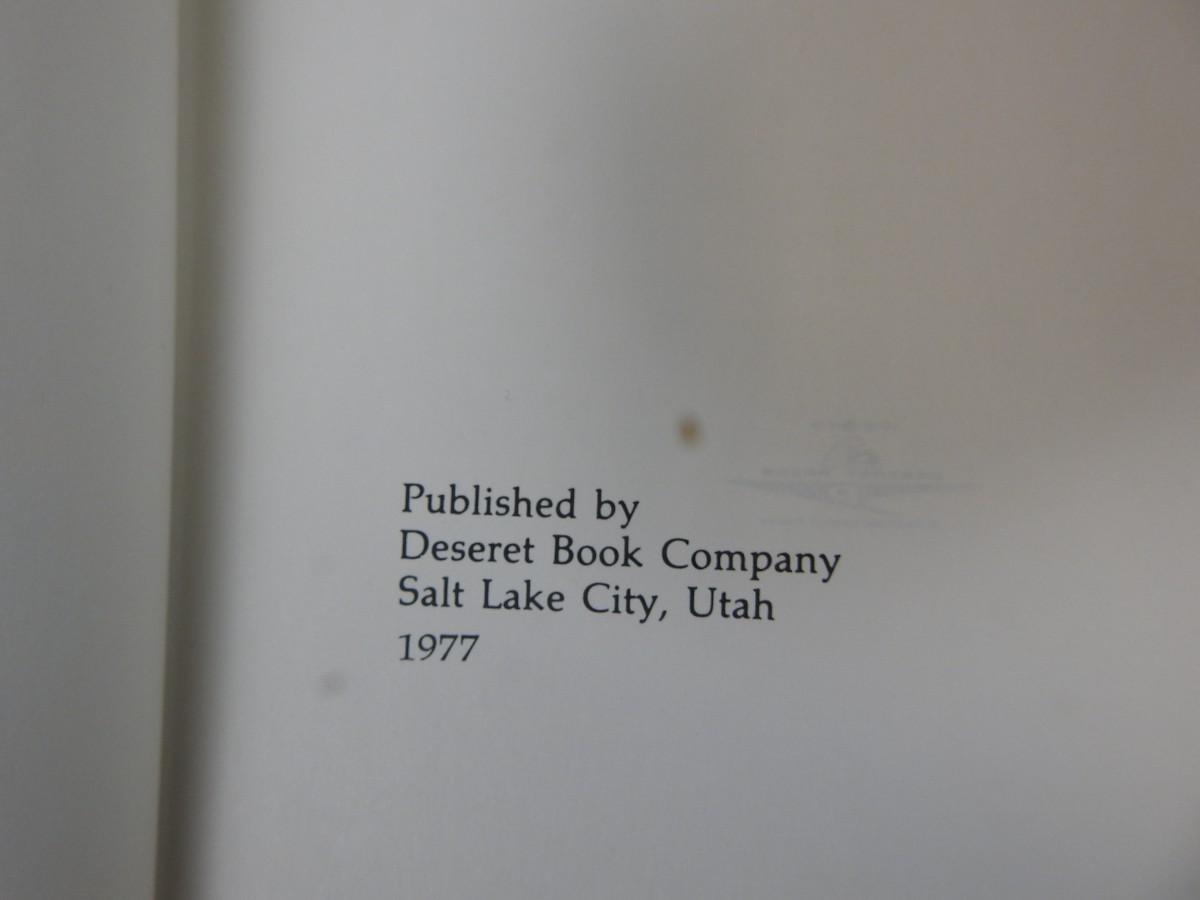 Published by
Deseret Book Company
Salt Lake City, Utah
1977